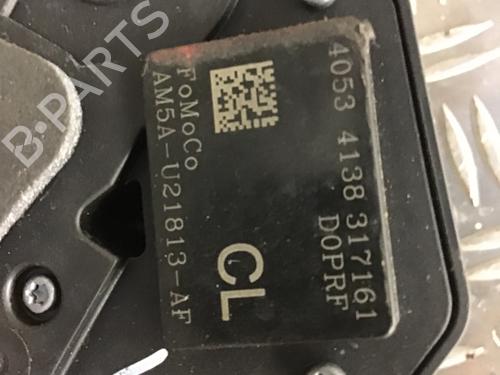 4053 4138 317161
D0PRF
CL
FoMoCo
AM5A-U21813-AF
B-PARTS